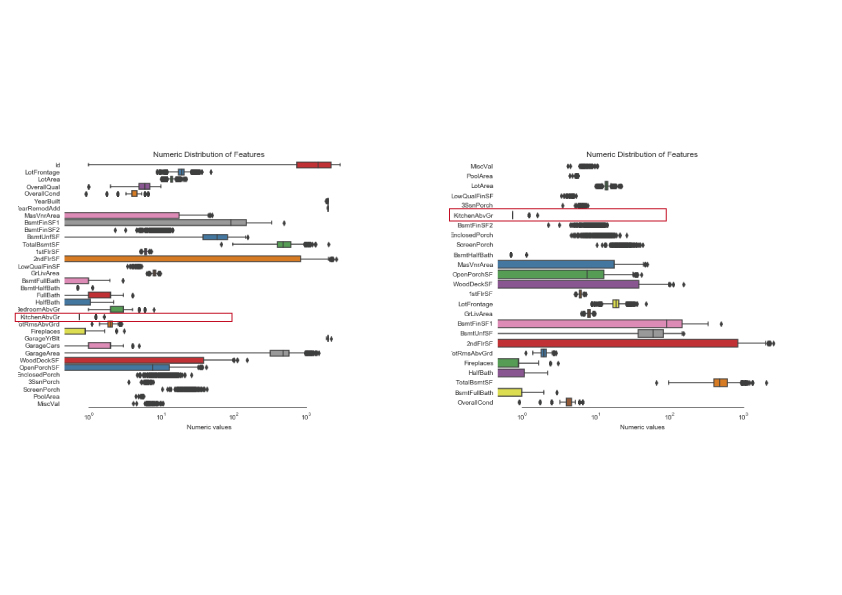 Numeric Distribution of Features
Id
LotFrontage
LotArea
OverallQual
OverallCond
YearBuilt
earRemodAdd
MasVnrArea
BsmtFinSF1
BsmtFinSF2
BsmtUnfSF
TotalBsmtSF
1stFlrSF
2ndFlrSF
LowQualFinSF
GrLivArea
BsmtFullBath
BsmtHalfBath
FullBath
HalfBath
edroomAbvGr
KitchenAbvGr
otRmsAbvGrd
Fireplaces
GarageYrBlt
GarageCars
GarageArea
WoodDeckSF
OpenPorchSF
EnclosedPorch
3SsnPorch
ScreenPorch
PoolArea
MiscVal
10^0 10^1 10^2 10^3
Numeric values
Numeric Distribution of Features
MiscVal
PoolArea
LotArea
LowQualFinSF
3SsnPorch
KitchenAbvGr
BsmtFinSF2
EnclosedPorch
ScreenPorch
BsmtHalfBath
MasVnrArea
OpenPorchSF
WoodDeckSF
1stFlrSF
LotFrontage
GrLivArea
BsmtFinSF1
BsmtUnfSF
2ndFlrSF
otRmsAbvGrd
Fireplaces
HalfBath
TotalBsmtSF
BsmtFullBath
OverallCond
10^0 10^1 10^2 10^3
Numeric values